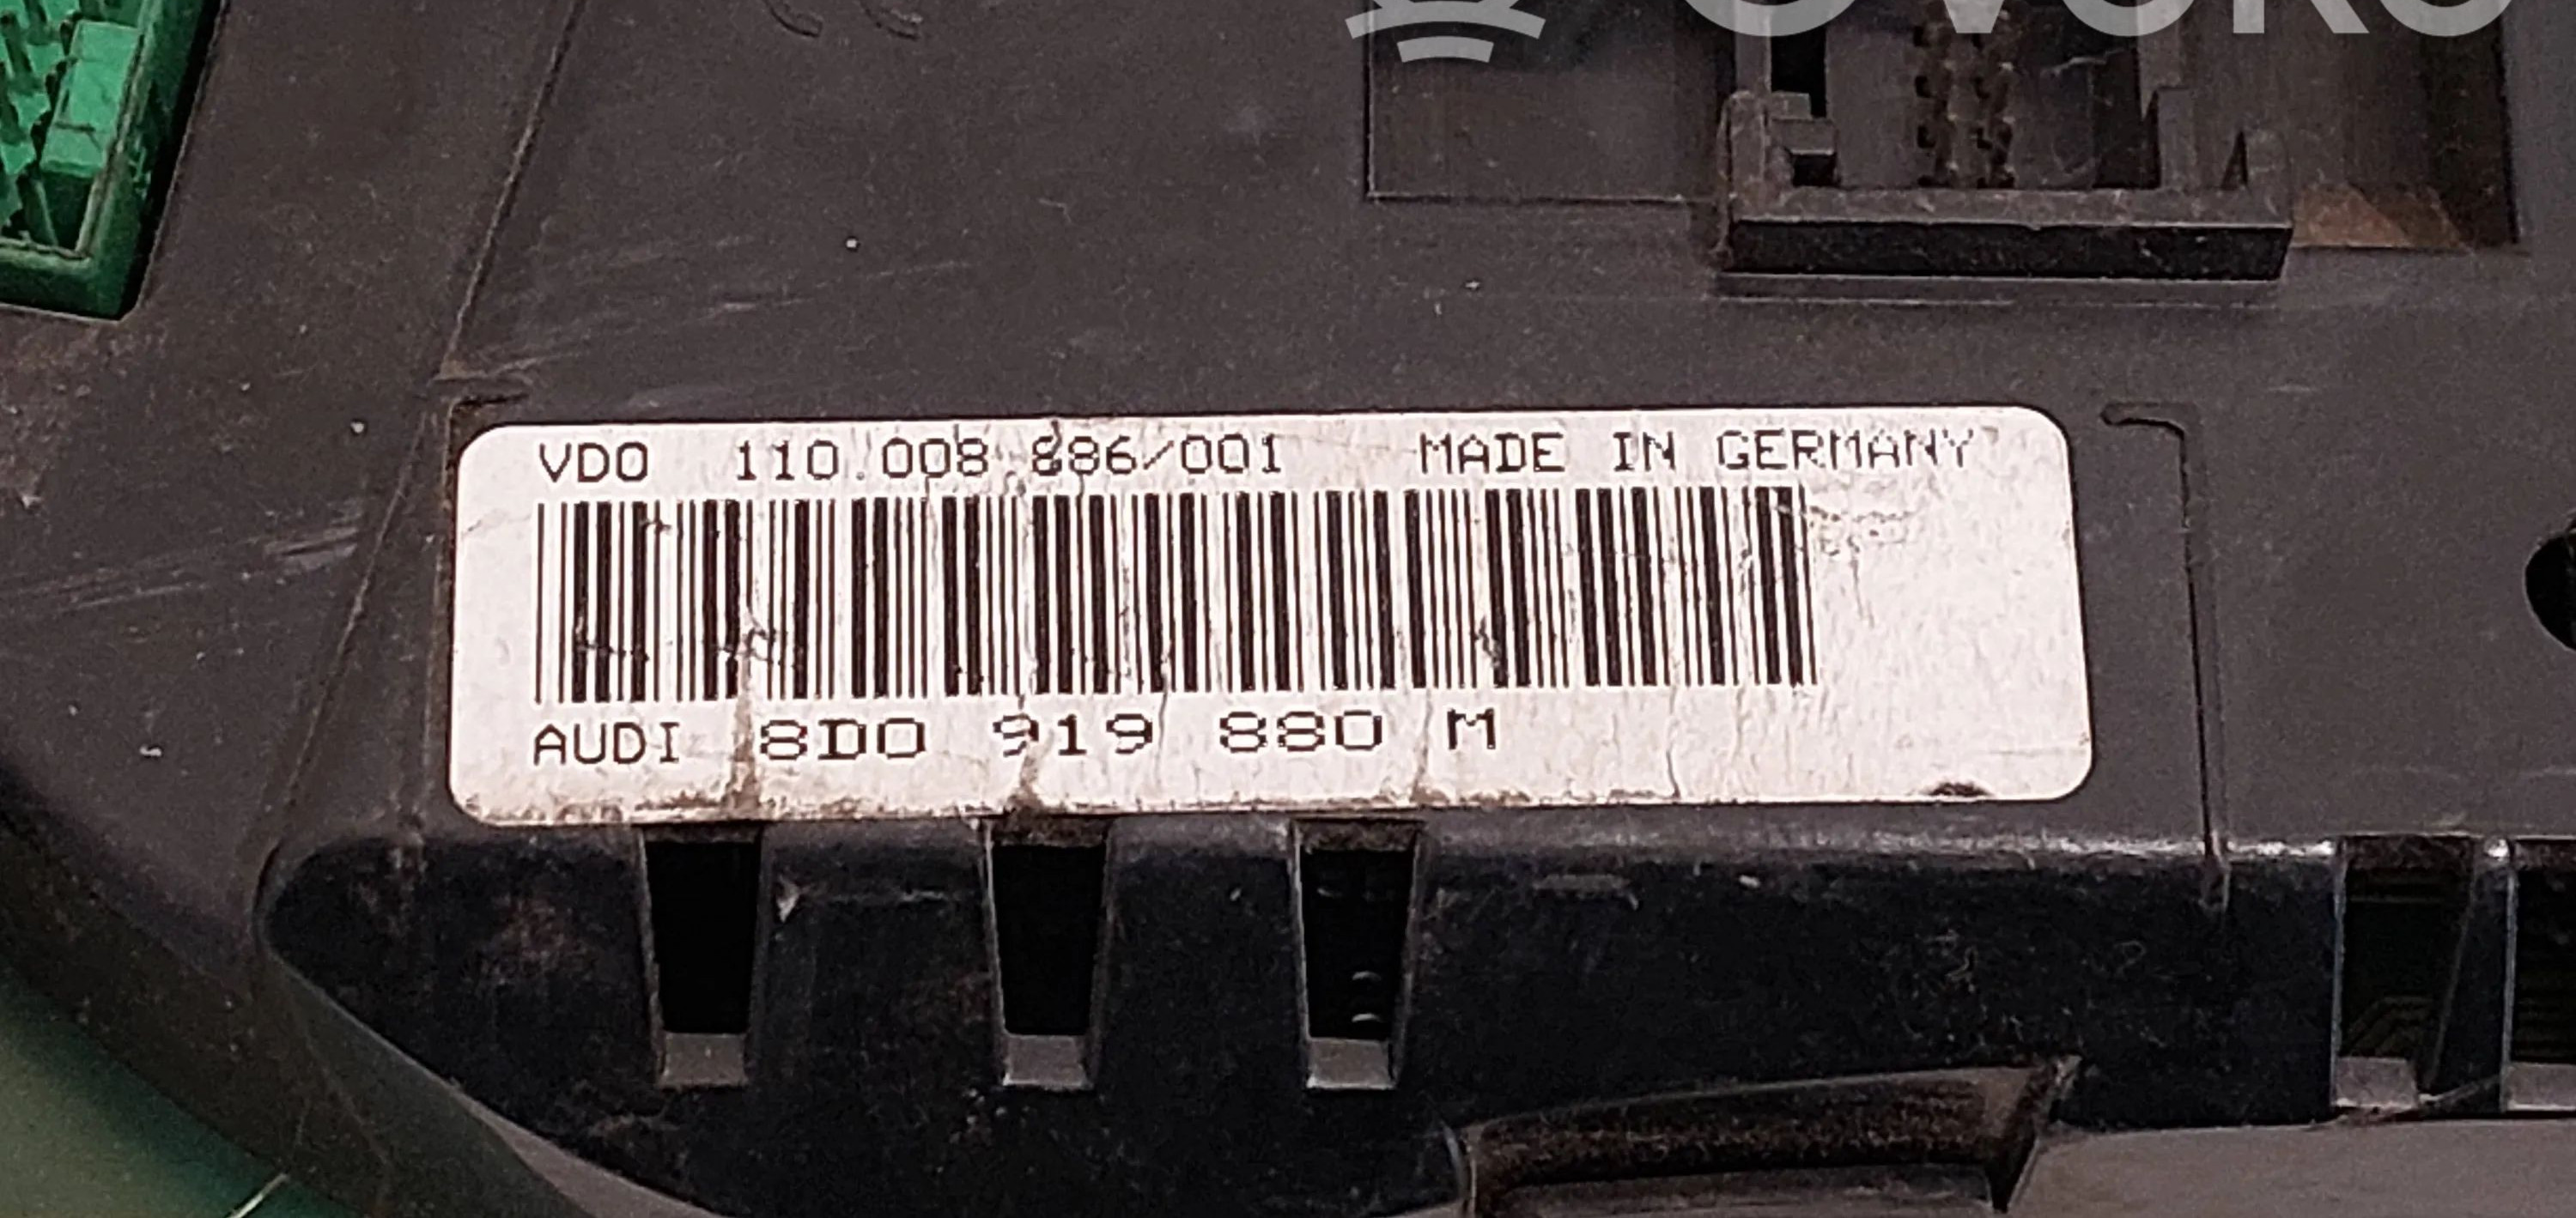 VDO 110.008.886/001 MADE IN GERMANY
AUDI 8D0 919 880 M